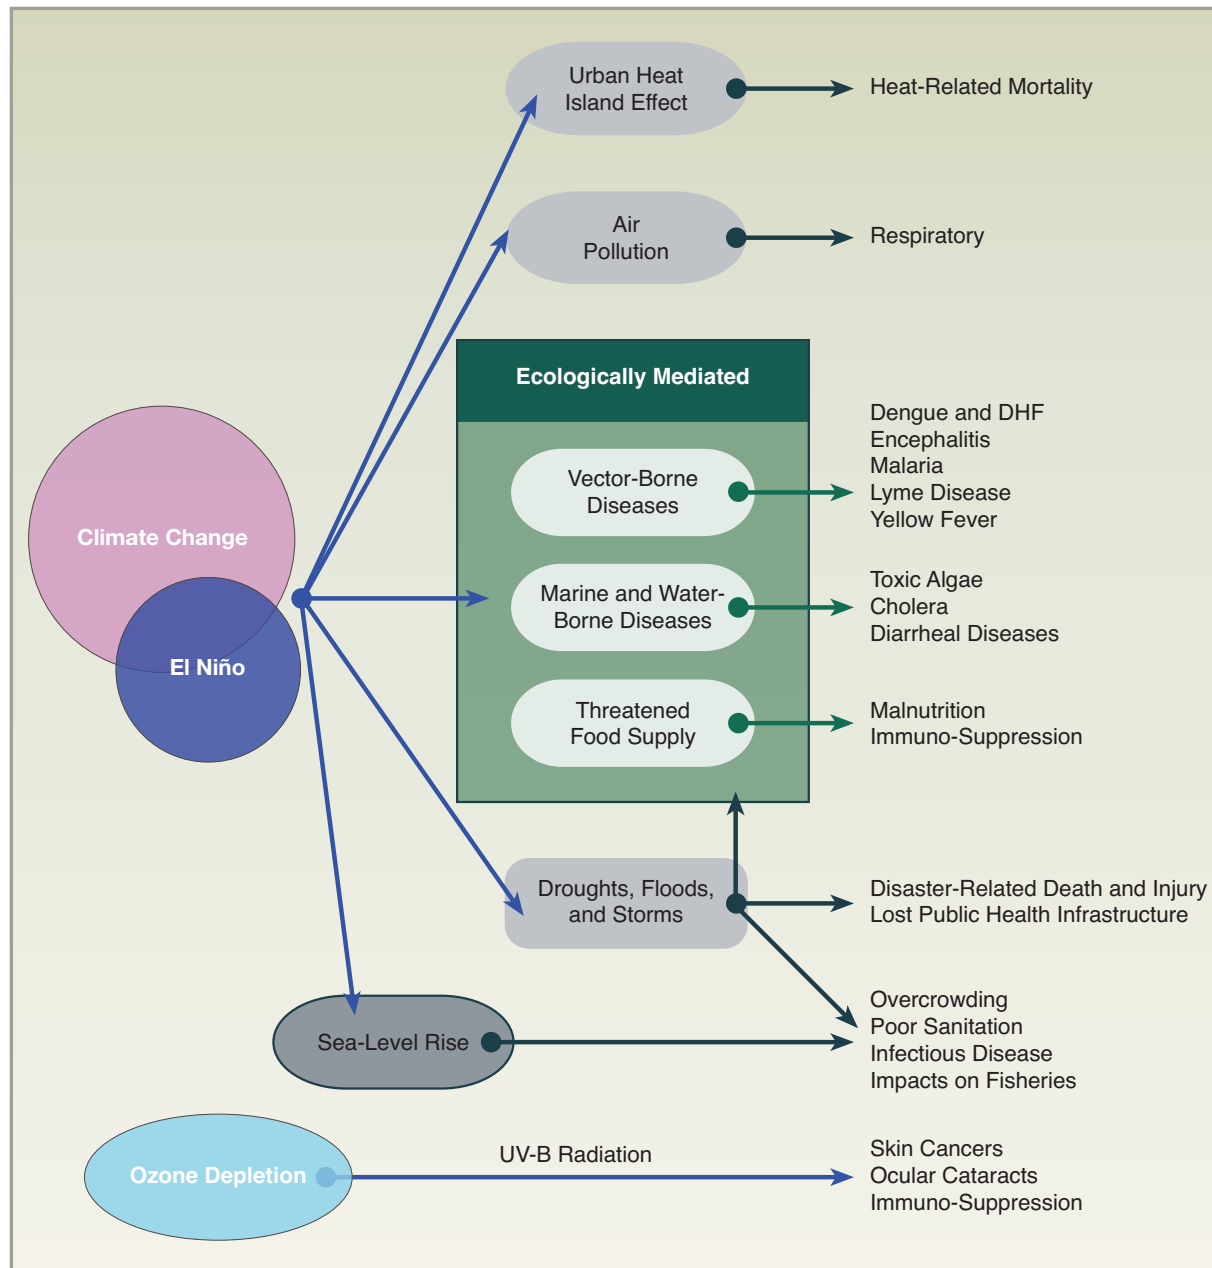 Urban Heat
Island Effect
Heat-Related Mortality
Air
Pollution
Respiratory
Ecologically Mediated
Climate Change
El Niño
Vector-Borne
Diseases
Dengue and DHF
Encephalitis
Malaria
Lyme Disease
Yellow Fever
Marine and Water-
Borne Diseases
Toxic Algae
Cholera
Diarrheal Diseases
Threatened
Food Supply
Malnutrition
Immuno-Suppression
Droughts, Floods,
and Storms
Disaster-Related Death and Injury
Lost Public Health Infrastructure
Sea-Level Rise
Overcrowding
Poor Sanitation
Infectious Disease
Impacts on Fisheries
Ozone Depletion
UV-B Radiation
Skin Cancers
Ocular Cataracts
Immuno-Suppression